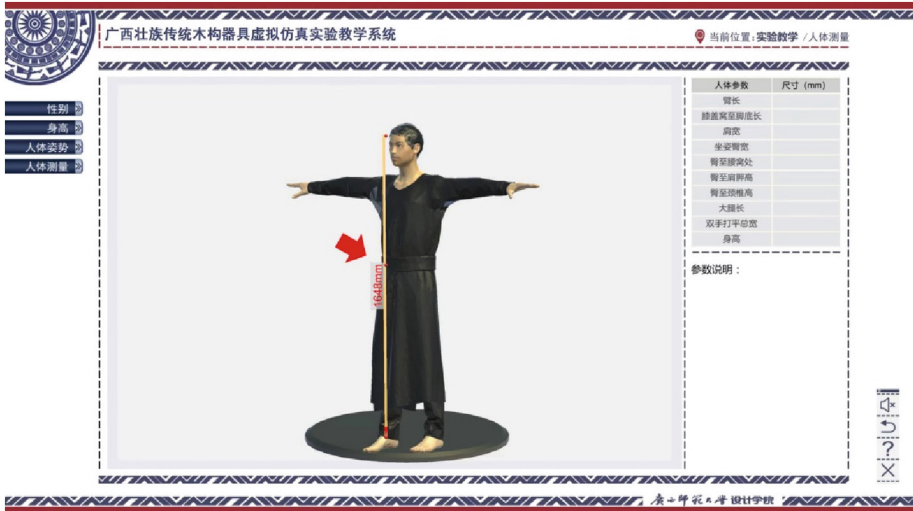 广西壮族传统木构器具虚拟仿真实验教学系统
当前位置:实验教学 /人体测量
性别
身高
人体姿势
人体测量
1648mm
人体参数 尺寸 (mm)
臂长
膝盖窝至脚底长
肩宽
坐姿臀宽
臀至腰窝处
臀至肩胛高
臀至颈椎高
大腿长
双手打平总宽
身高
参数说明:
?
广西师范大学 设计学院